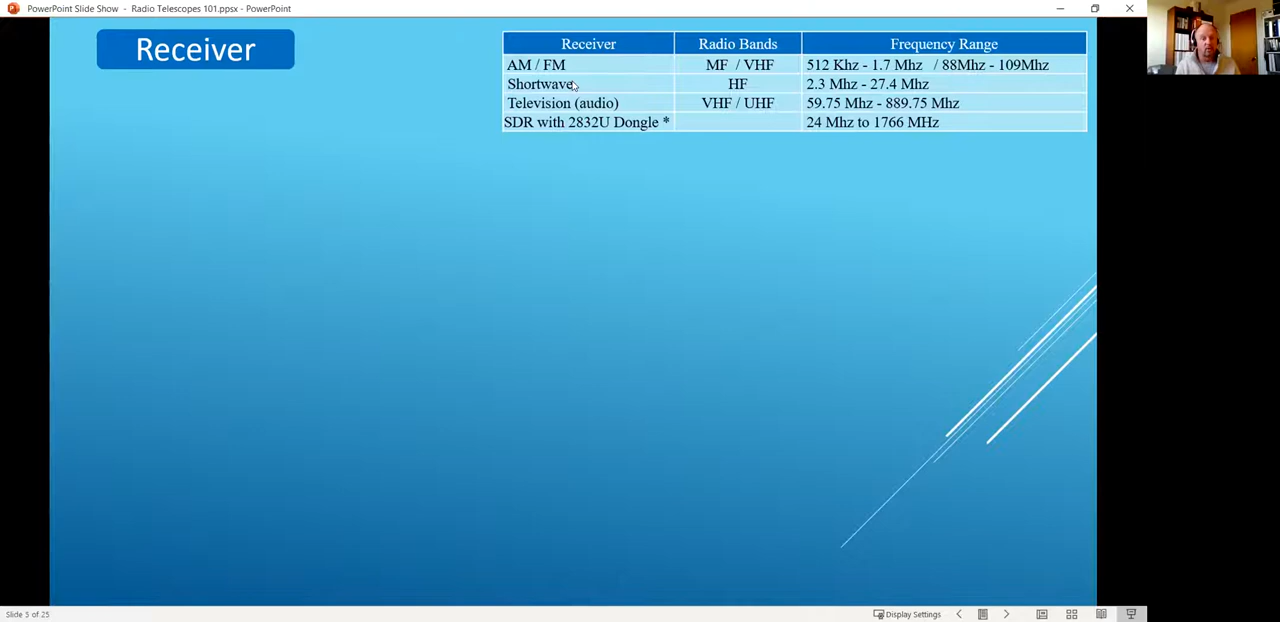 PowerPoint Slide Show - Radio Telescopes 101.ppsx - PowerPoint
Receiver
Receiver Radio Bands Frequency Range
AM / FM MF / VHF 512 Khz - 1.7 Mhz / 88Mhz - 109Mhz
Shortwave HF 2.3 Mhz - 27.4 Mhz
Television (audio) VHF / UHF 59.75 Mhz - 889.75 Mhz
SDR with 2832U Dongle * 24 Mhz to 1766 MHz
Slide 5 of 25
Display Settings